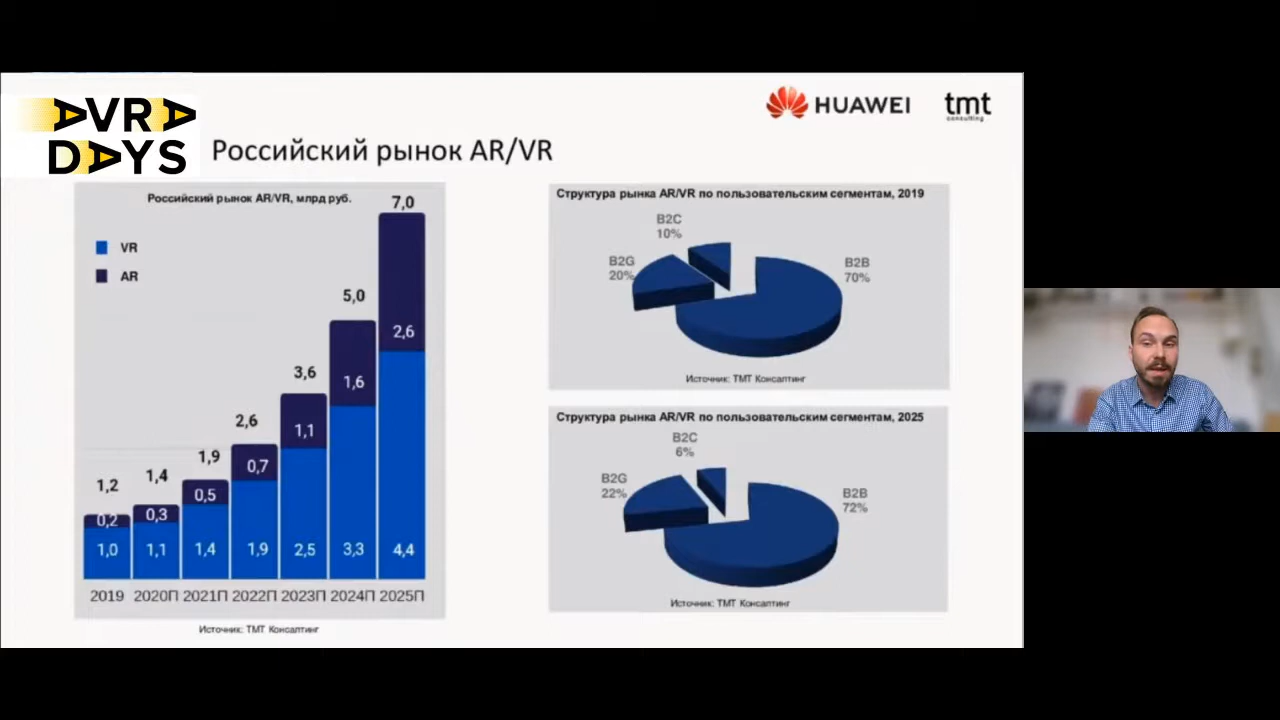 AVRA
DAYS
HUAWEI
tmt
consulting
Российский рынок AR/VR
Российский рынок AR/VR, млрд руб.
VR
AR
7,0
5,0
3,6
2,6
1,9
1,4
1,2
2,6
1,6
1,1
0,7
0,5
0,3
0,2
1,0
1,1
1,4
1,9
2,5
3,3
4,4
2019 2020П 2021П 2022П 2023П 2024П 2025П
Источник: ТМТ Консалтинг
Структура рынка AR/VR по пользовательским сегментам, 2019
B2C
10%
B2G
20%
B2B
70%
Источник: ТМТ Консалтинг
Структура рынка AR/VR по пользовательским сегментам, 2025
B2C
6%
B2G
22%
B2B
72%
Источник: ТМТ Консалтинг